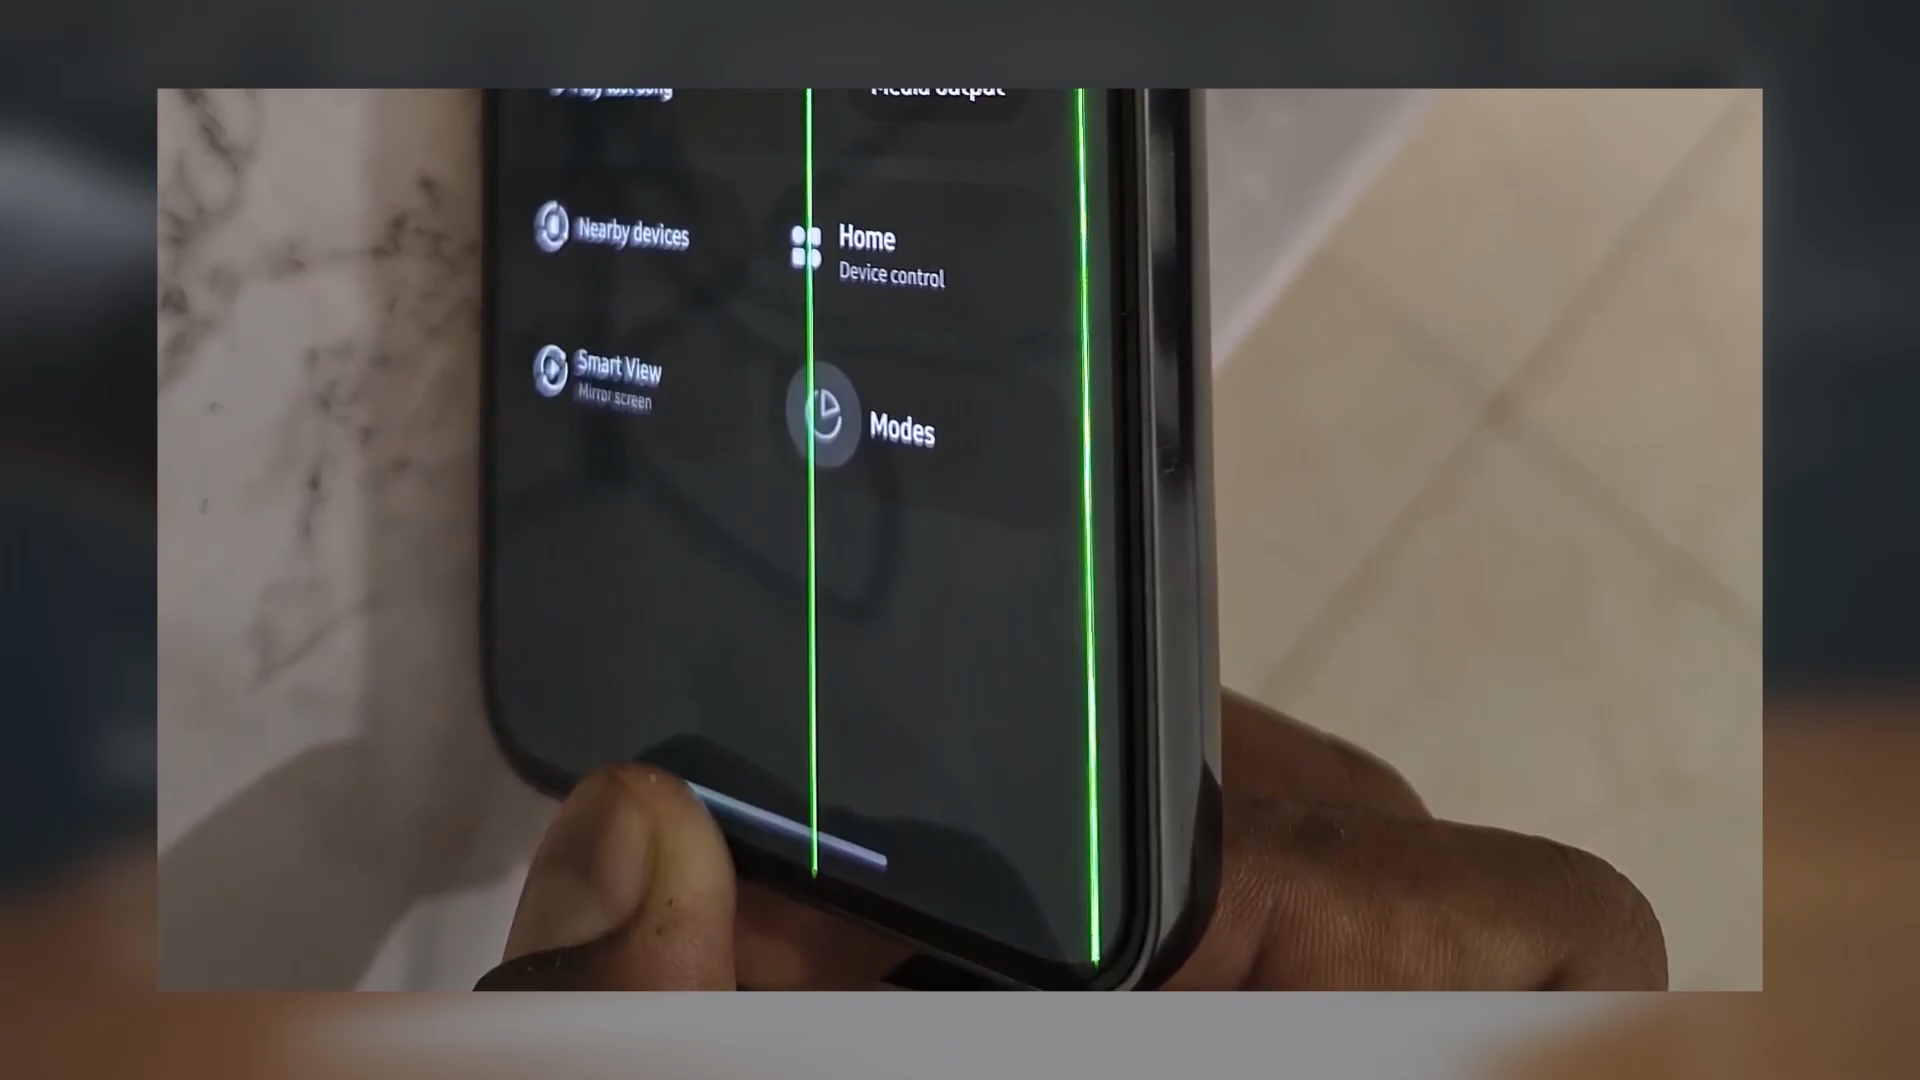 Media output
Nearby devices
Home
Device control
Smart View
Mirror screen
Modes